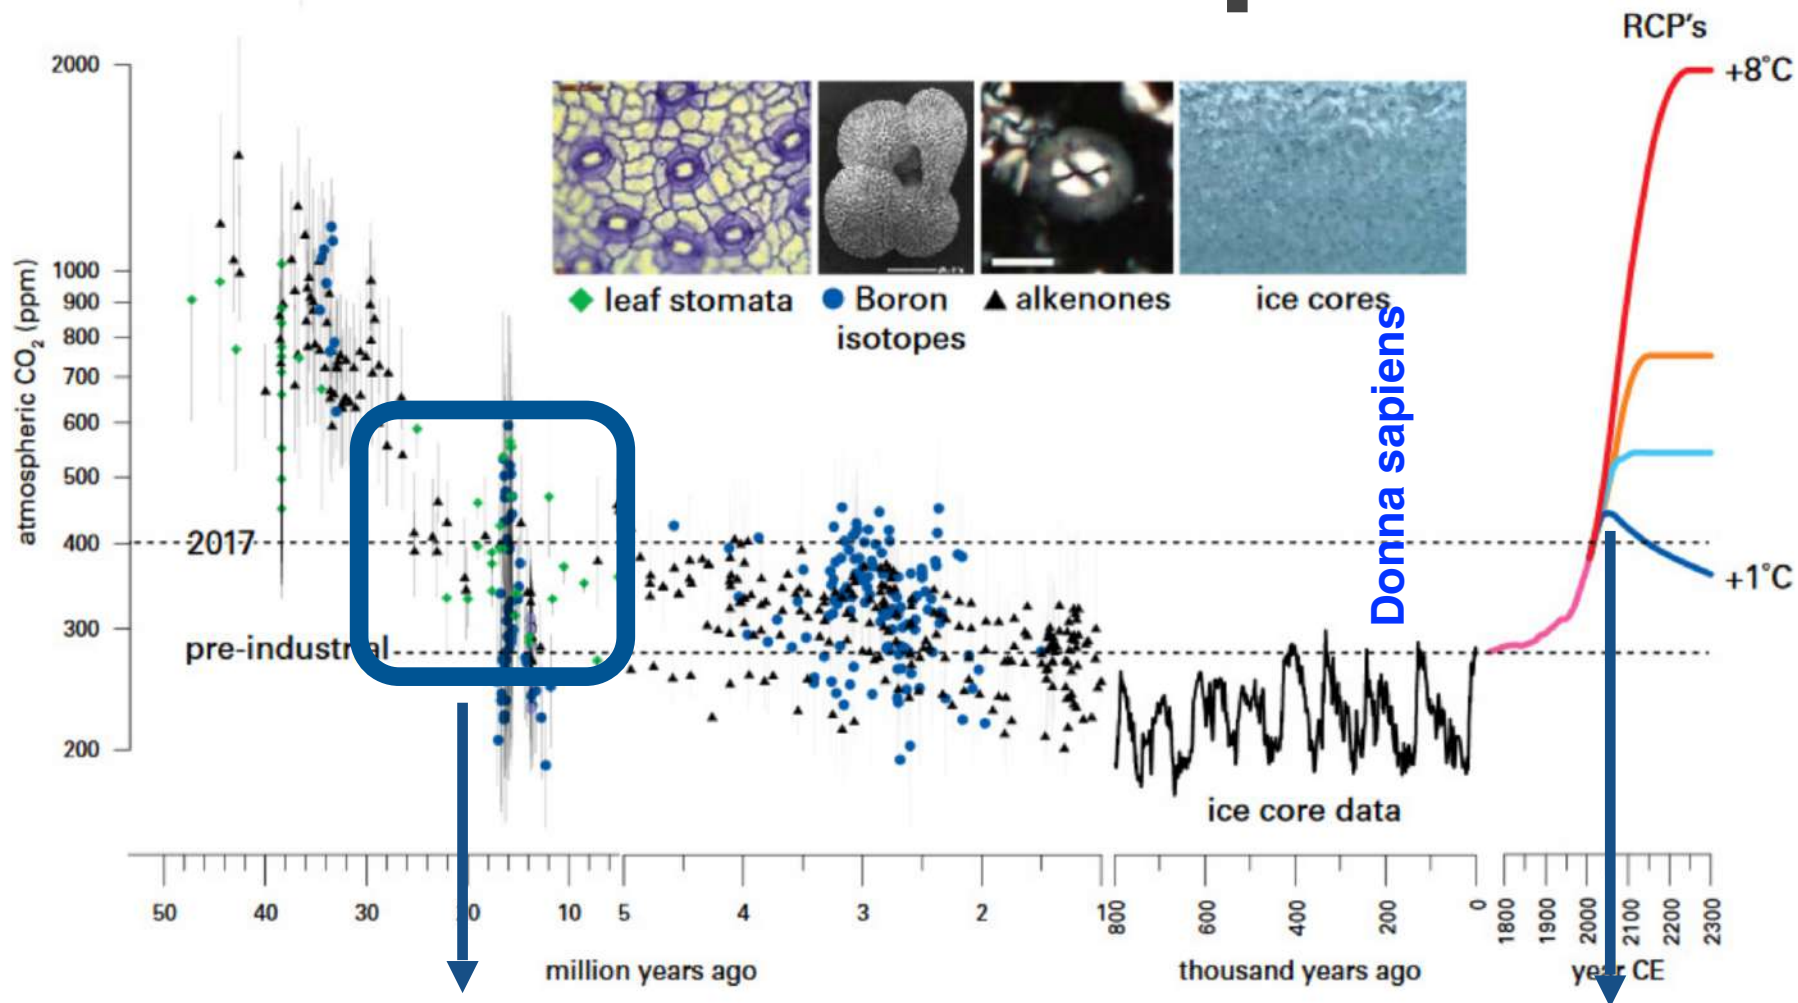 RCP's
2000
1000
900
800
700
600
500
400
300
200
atmospheric CO₂ (ppm)
leaf stomata
Boron
isotopes
alkenones
ice cores
Donna sapiens
+8°C
+1°C
2017
pre-industrial
ice core data
50 40 30 10 5 4 3 2 1
800 600 400 200 0
1800 1900 2000 2100 2200 2300
million years ago
thousand years ago
year CE